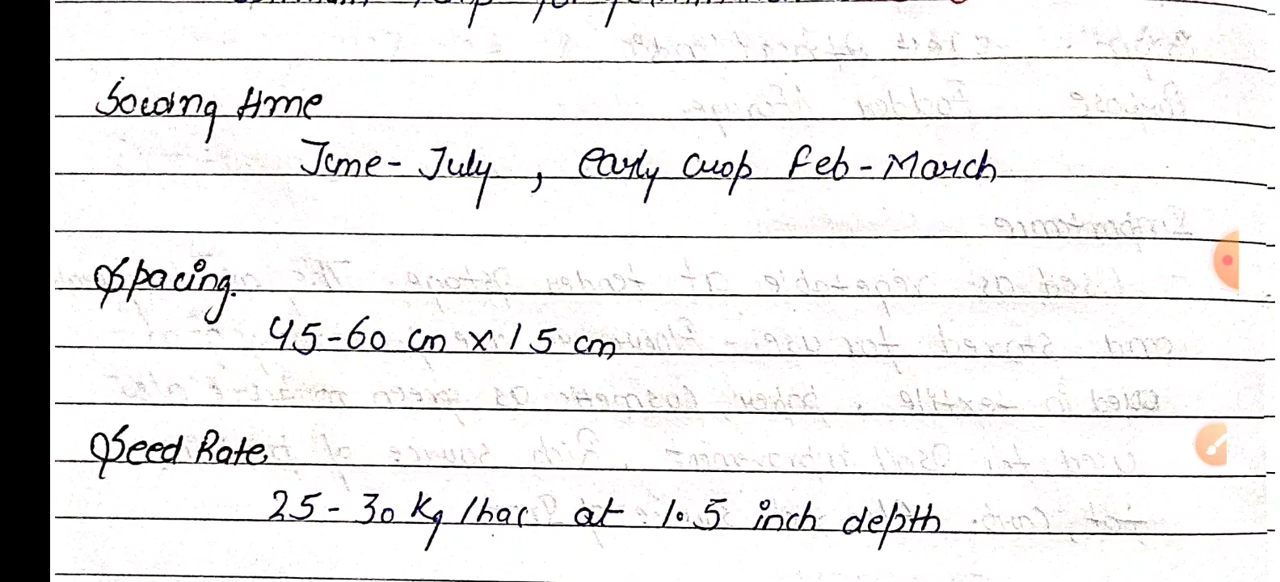 Sowing time
June - July , early crop Feb - March
Spacing.
45-60 cm x 15 cm
Seed Rate
25 - 30 Kg / hac at 1.5 inch depth